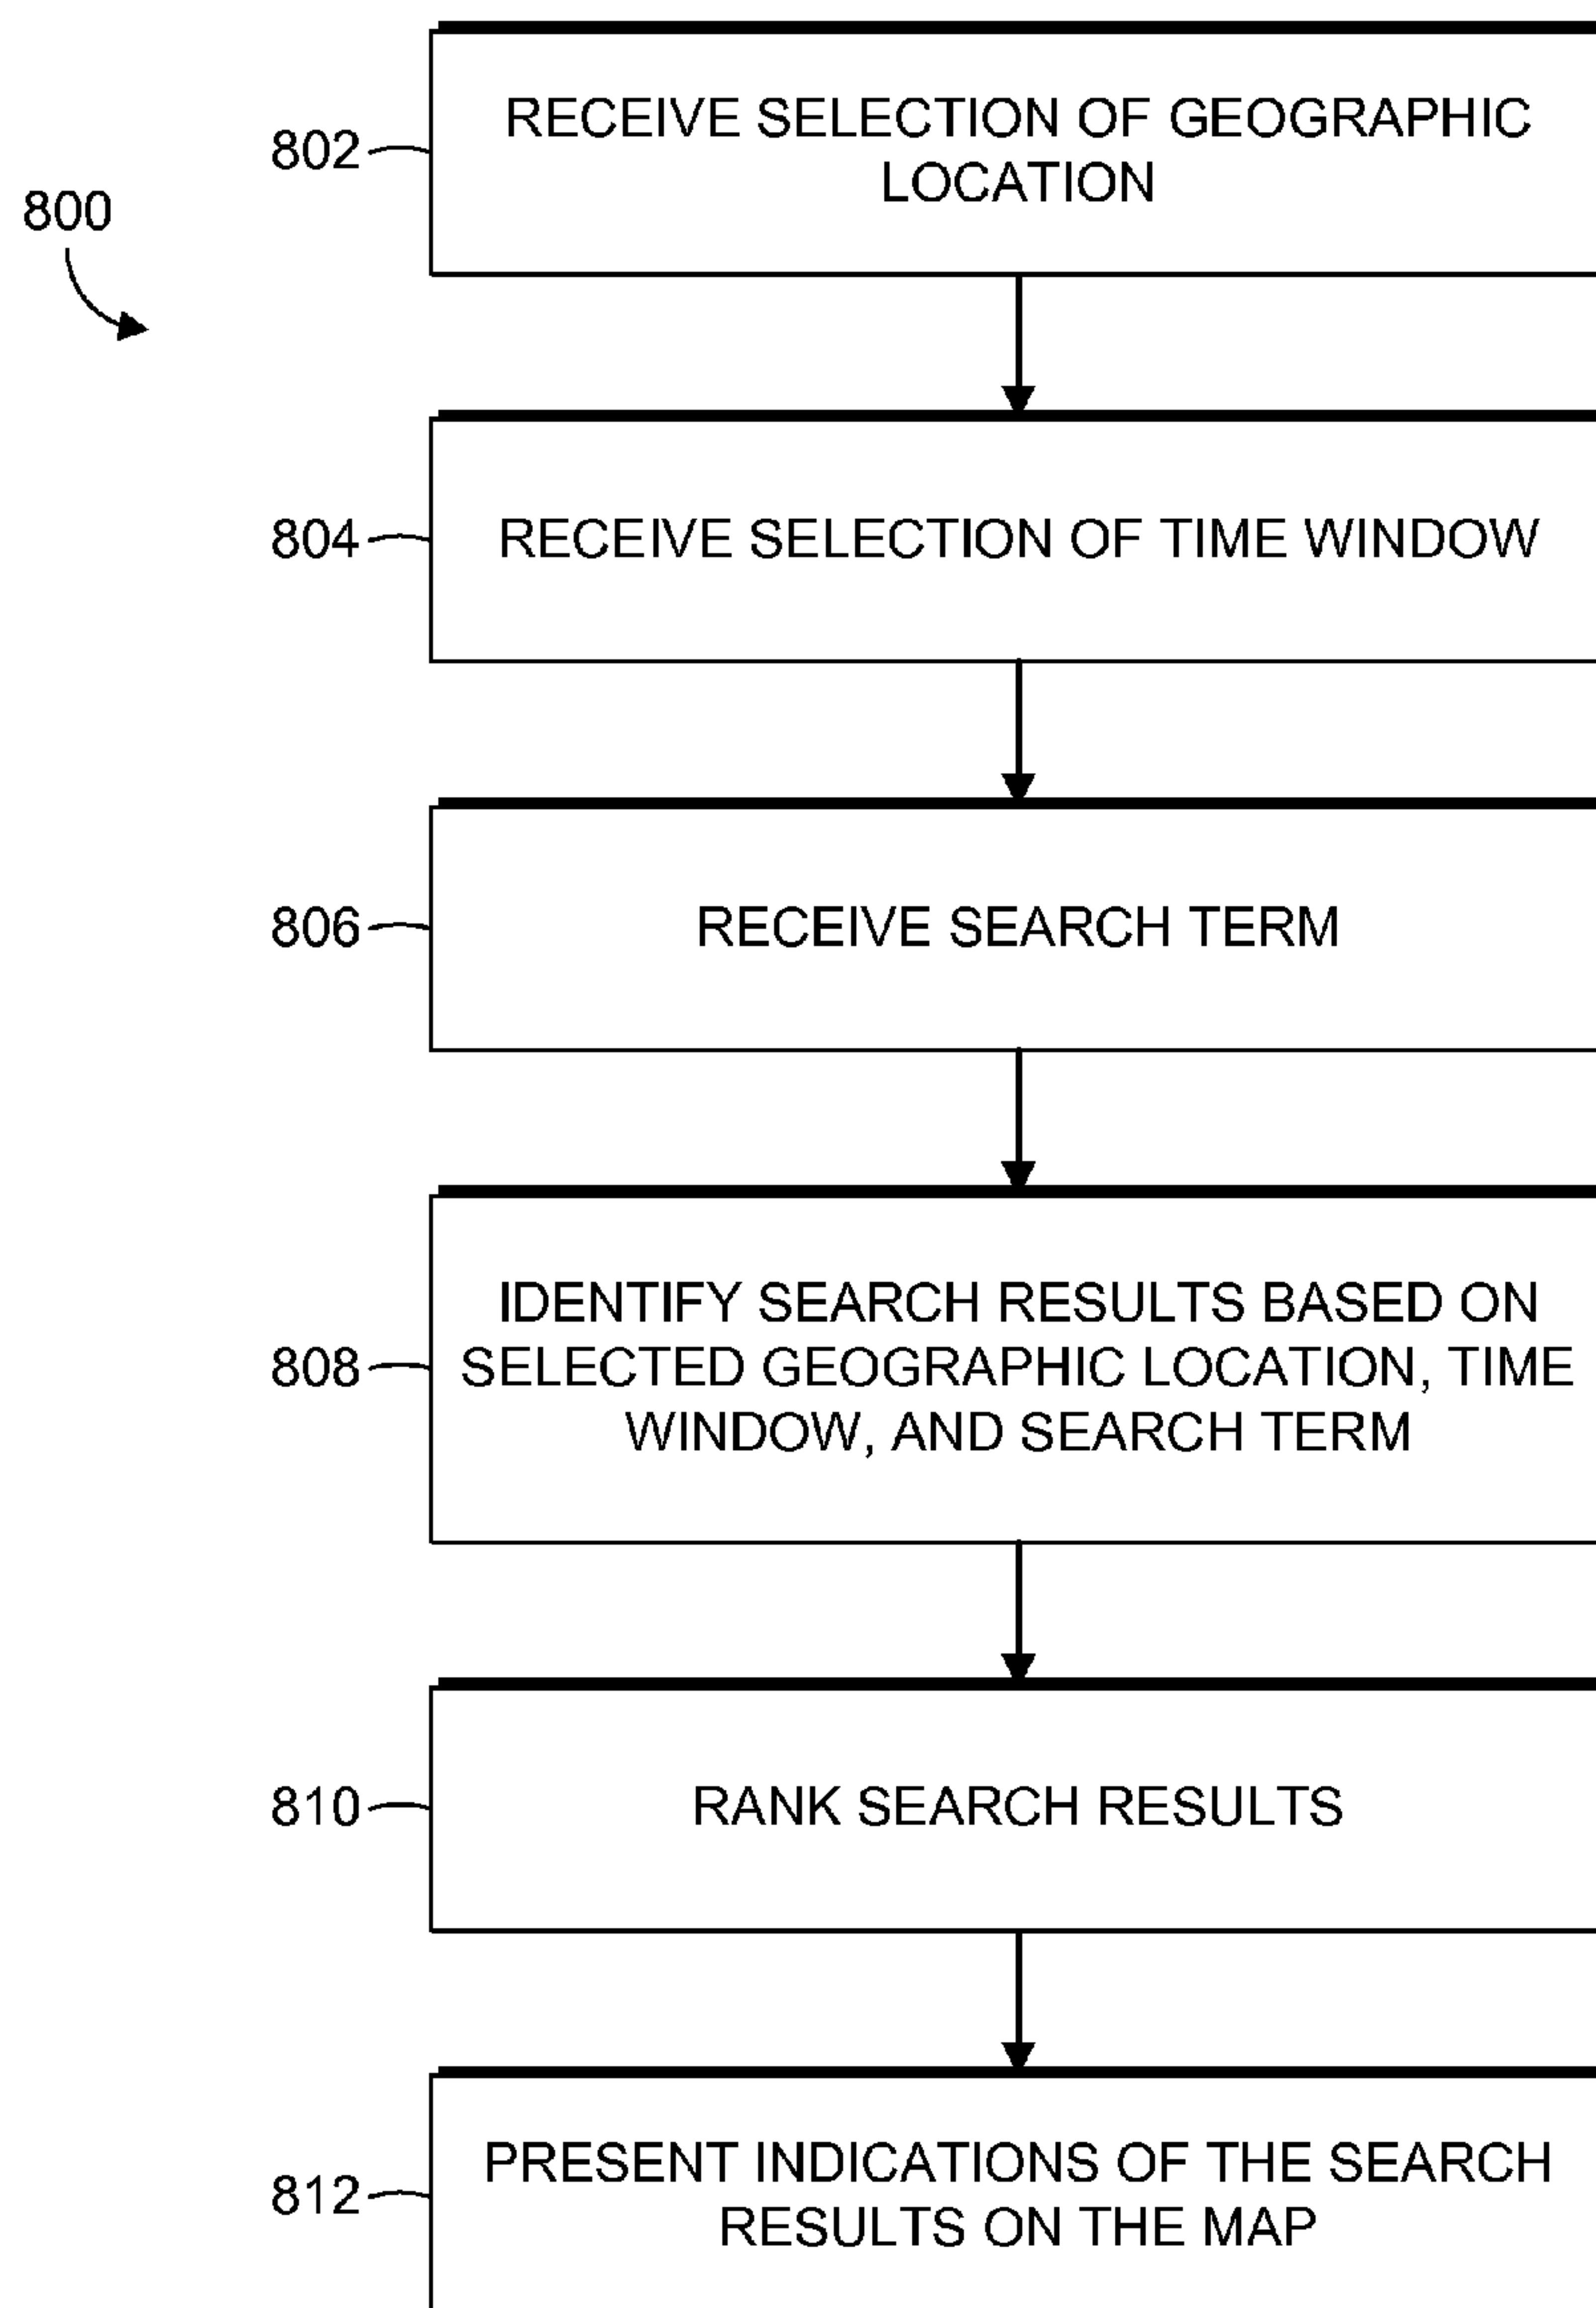 800
802
RECEIVE SELECTION OF GEOGRAPHIC
LOCATION
804
RECEIVE SELECTION OF TIME WINDOW
806
RECEIVE SEARCH TERM
808
IDENTIFY SEARCH RESULTS BASED ON
SELECTED GEOGRAPHIC LOCATION, TIME
WINDOW, AND SEARCH TERM
810
RANK SEARCH RESULTS
812
PRESENT INDICATIONS OF THE SEARCH
RESULTS ON THE MAP